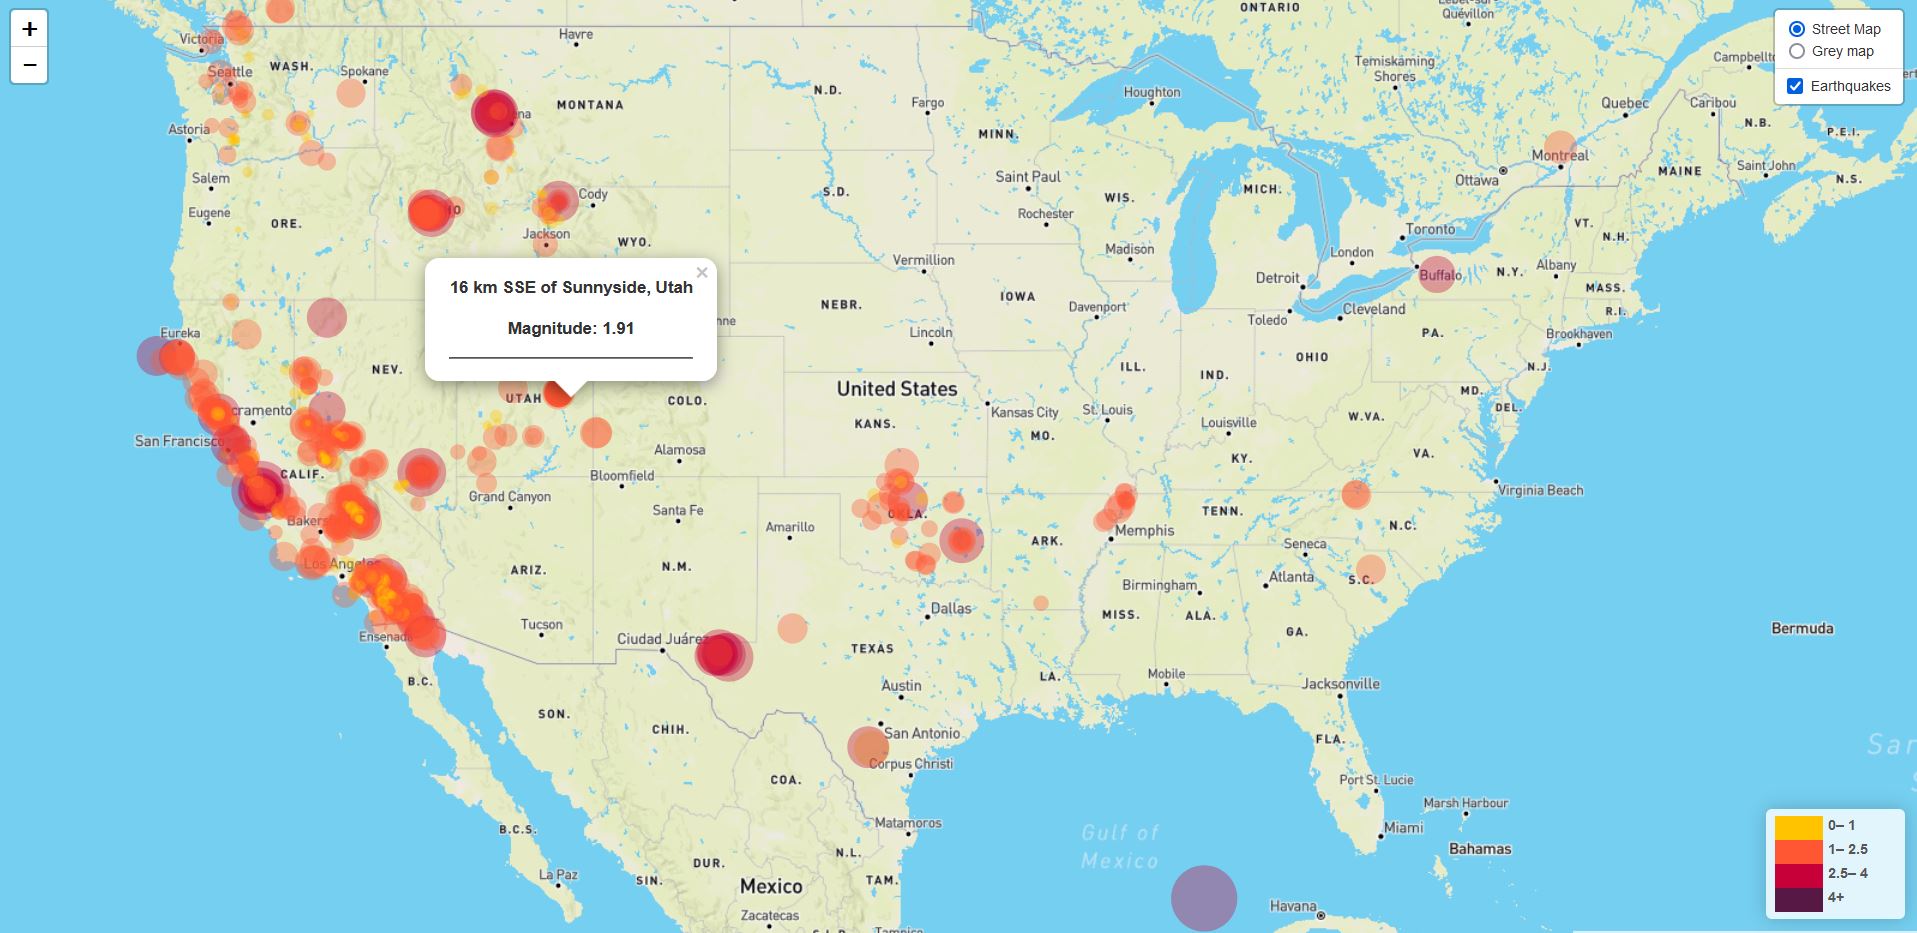 +
−
Street Map
Grey map
Earthquakes
16 km SSE of Sunnyside, Utah
×
Magnitude: 1.91
0– 1
1– 2.5
2.5– 4
4+
ONTARIO
Quévillon
Victoria
Havre
Temiskaming
Shores
Seattle
WASH.
Spokane
MONTANA
N.D.
Fargo
Houghton
Quebec
Caribou
N.B.
P.E.I.
Astoria
MINN.
Montreal
Saint John
MAINE
N.S.
Salem
Cody
S.D.
Saint Paul
WIS.
MICH.
Ottawa
Eugene
ORE.
Rochester
Toronto
VT.
N.H.
Jackson
WYO.
Madison
London
Vermillion
Detroit
Buffalo
N.Y.
Albany
MASS.
IOWA
NEBR.
Davenport
Toledo
Cleveland
R.I.
Eureka
Lincoln
PA.
Brookhaven
NEV.
OHIO
ILL.
IND.
N.J.
United States
MD.
UTAH
COLO.
DEL.
Kansas City
St. Louis
W.VA.
KANS.
Louisville
San Francisco
MO.
Alamosa
KY.
VA.
CALIF.
Bloomfield
Grand Canyon
Virginia Beach
Santa Fe
OKLA.
TENN.
Amarillo
Memphis
N.C.
ARK.
Seneca
Los Angeles
ARIZ.
N.M.
Birmingham
Atlanta
S.C.
Dallas
MISS.
ALA.
Tucson
GA.
Bermuda
Ensenada
Ciudad Juárez
TEXAS
B.C.
LA.
Mobile
Jacksonville
Austin
SON.
CHIH.
San Antonio
FLA.
Corpus Christi
COA.
Port St. Lucie
Marsh Harbour
Matamoros
B.C.S.
Gulf of
Mexico
Miami
Bahamas
N.L.
DUR.
La Paz
SIN.
Mexico
TAM.
Havana
Zacatecas